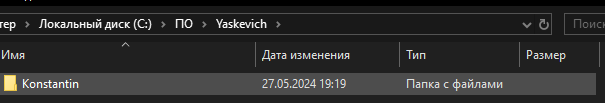 тер > Локальный диск (C:) > ПО > Yaskevich
Поиск
Имя Дата изменения Тип Размер
Konstantin 27.05.2024 19:19 Папка с файлами